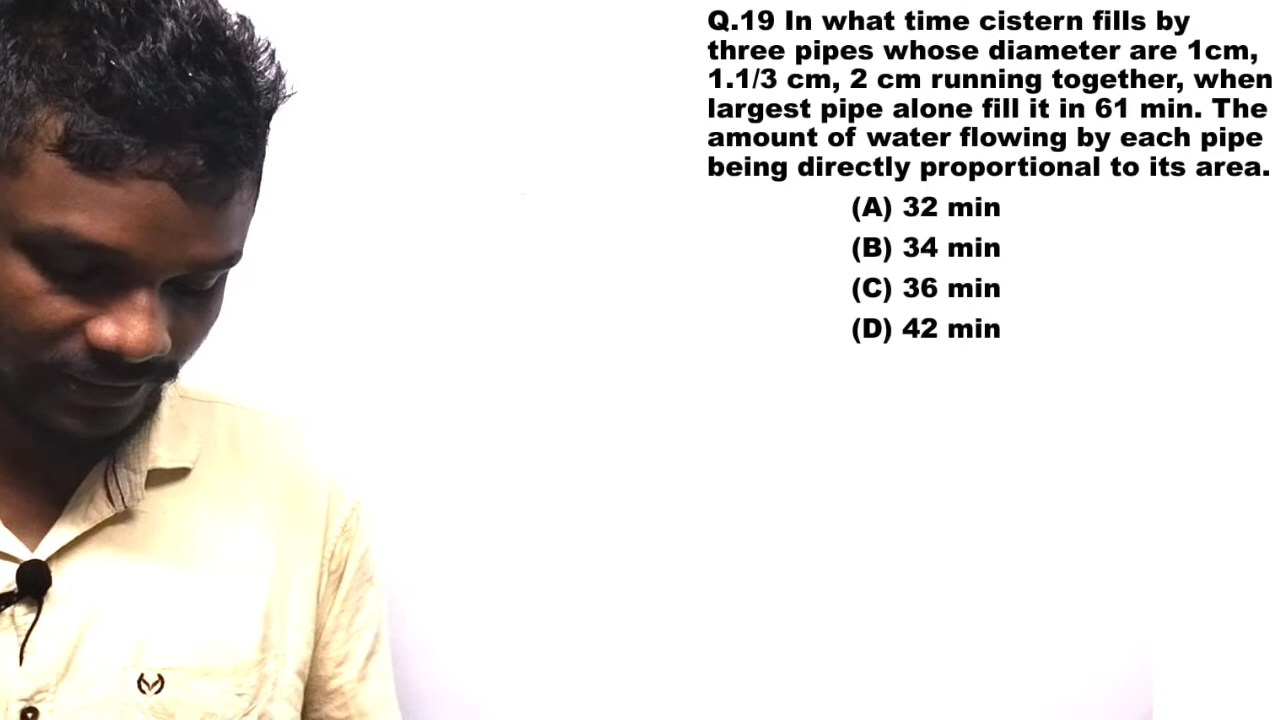 Q.19 In what time cistern fills by
three pipes whose diameter are 1cm,
1.1/3 cm, 2 cm running together, when
largest pipe alone fill it in 61 min. The
amount of water flowing by each pipe
being directly proportional to its area.
(A) 32 min
(B) 34 min
(C) 36 min
(D) 42 min